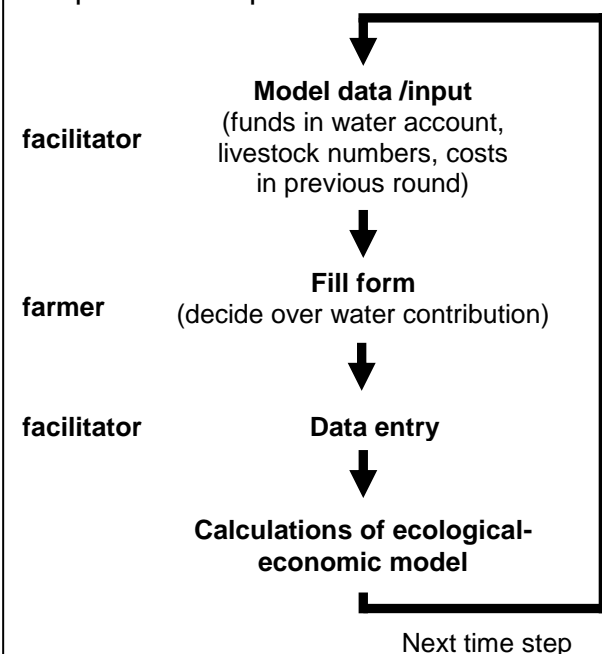 Model data /input
facilitator
(funds in water account,
livestock numbers, costs
in previous round)
Fill form
farmer
(decide over water contribution)
facilitator
Data entry
Calculations of ecological-
economic model
Next time step